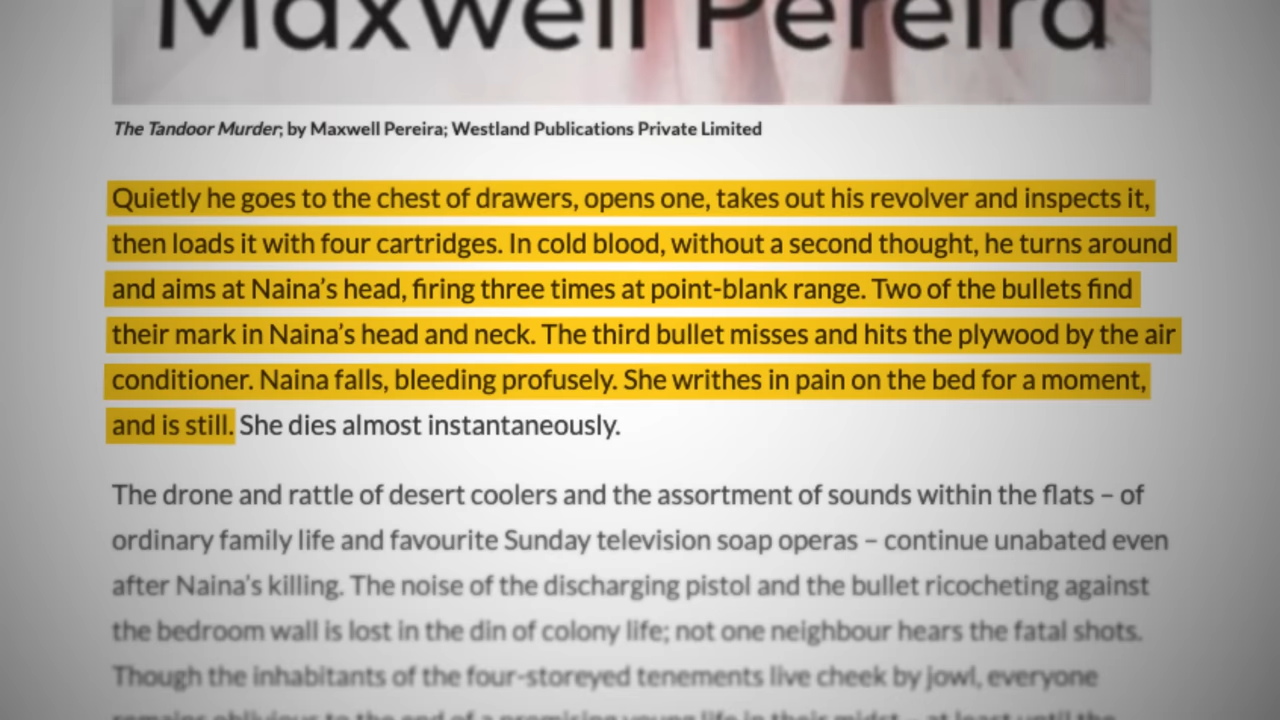 Maxwell Pereira
The Tandoor Murder; by Maxwell Pereira; Westland Publications Private Limited
Quietly he goes to the chest of drawers, opens one, takes out his revolver and inspects it,
then loads it with four cartridges. In cold blood, without a second thought, he turns around
and aims at Naina’s head, firing three times at point-blank range. Two of the bullets find
their mark in Naina’s head and neck. The third bullet misses and hits the plywood by the air
conditioner. Naina falls, bleeding profusely. She writhes in pain on the bed for a moment,
and is still. She dies almost instantaneously.
The drone and rattle of desert coolers and the assortment of sounds within the flats – of
ordinary family life and favourite Sunday television soap operas – continue unabated even
after Naina’s killing. The noise of the discharging pistol and the bullet ricocheting against
the bedroom wall is lost in the din of colony life; not one neighbour hears the fatal shots.
Though the inhabitants of the four-storeyed tenements live cheek by jowl, everyone